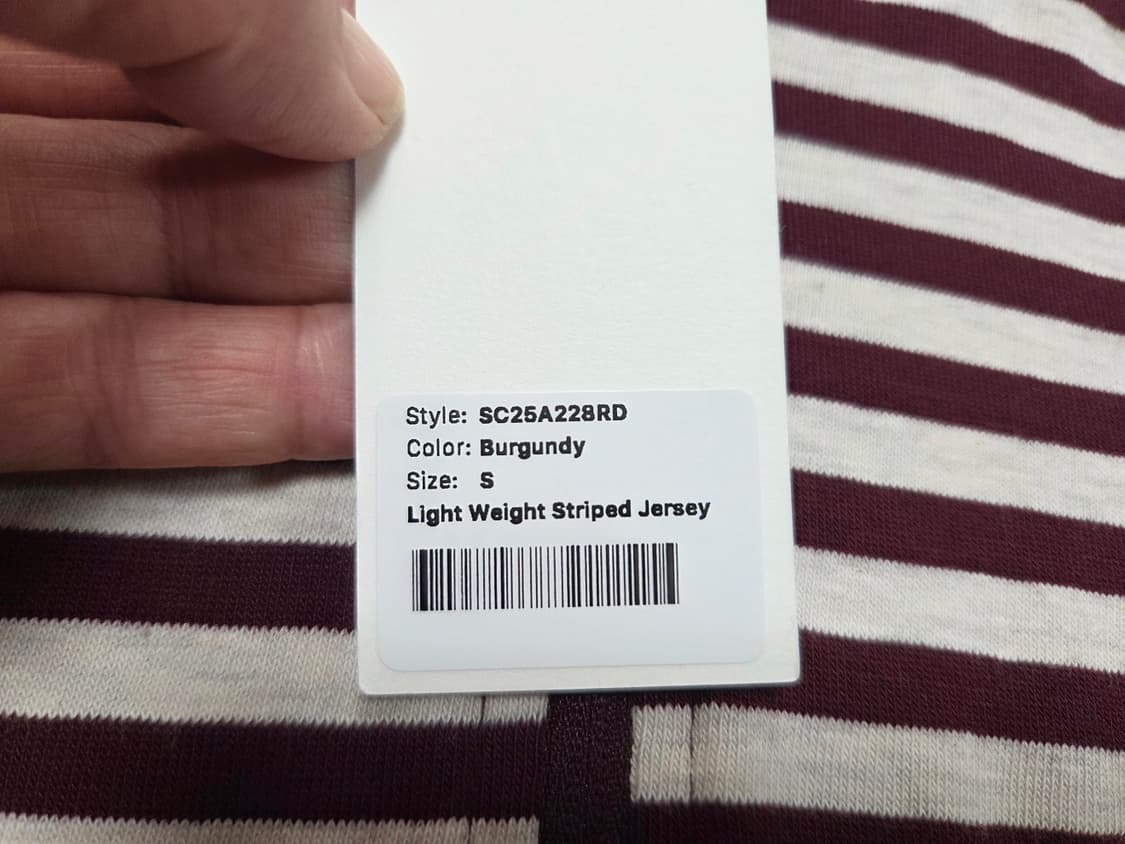 Style: SC25A228RD
Color: Burgundy
Size: S
Light Weight Striped Jersey